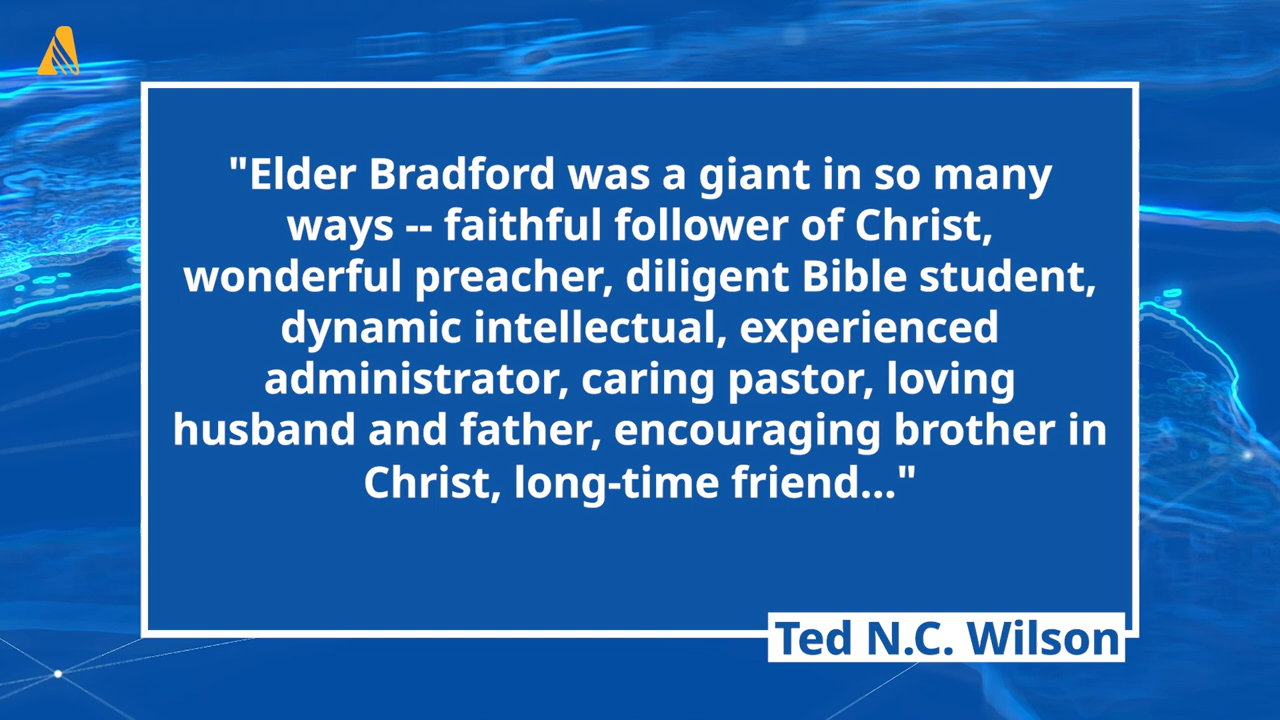 "Elder Bradford was a giant in so many
ways -- faithful follower of Christ,
wonderful preacher, diligent Bible student,
dynamic intellectual, experienced
administrator, caring pastor, loving
husband and father, encouraging brother in
Christ, long-time friend..."
Ted N.C. Wilson